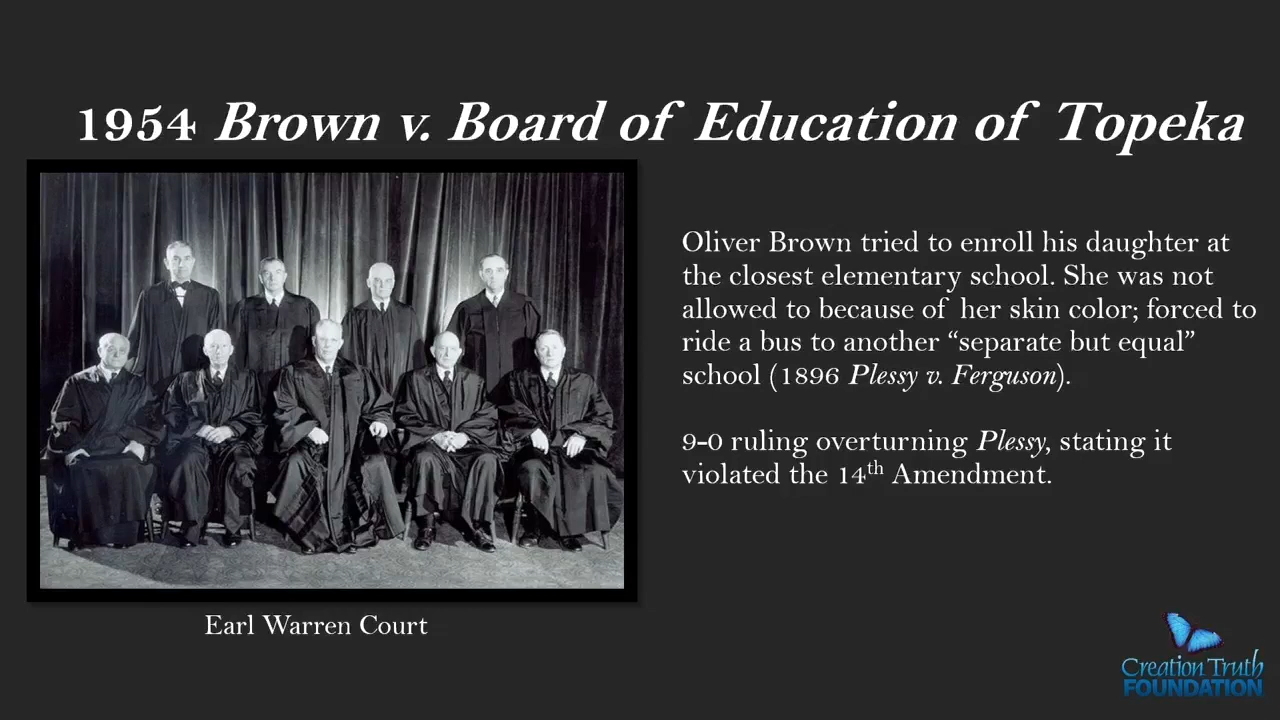 1954 Brown v. Board of Education of Topeka
Oliver Brown tried to enroll his daughter at
the closest elementary school. She was not
allowed to because of her skin color; forced to
ride a bus to another “separate but equal”
school (1896 Plessy v. Ferguson).
9-0 ruling overturning Plessy, stating it
violated the 14th Amendment.
Earl Warren Court
Creation Truth
FOUNDATION